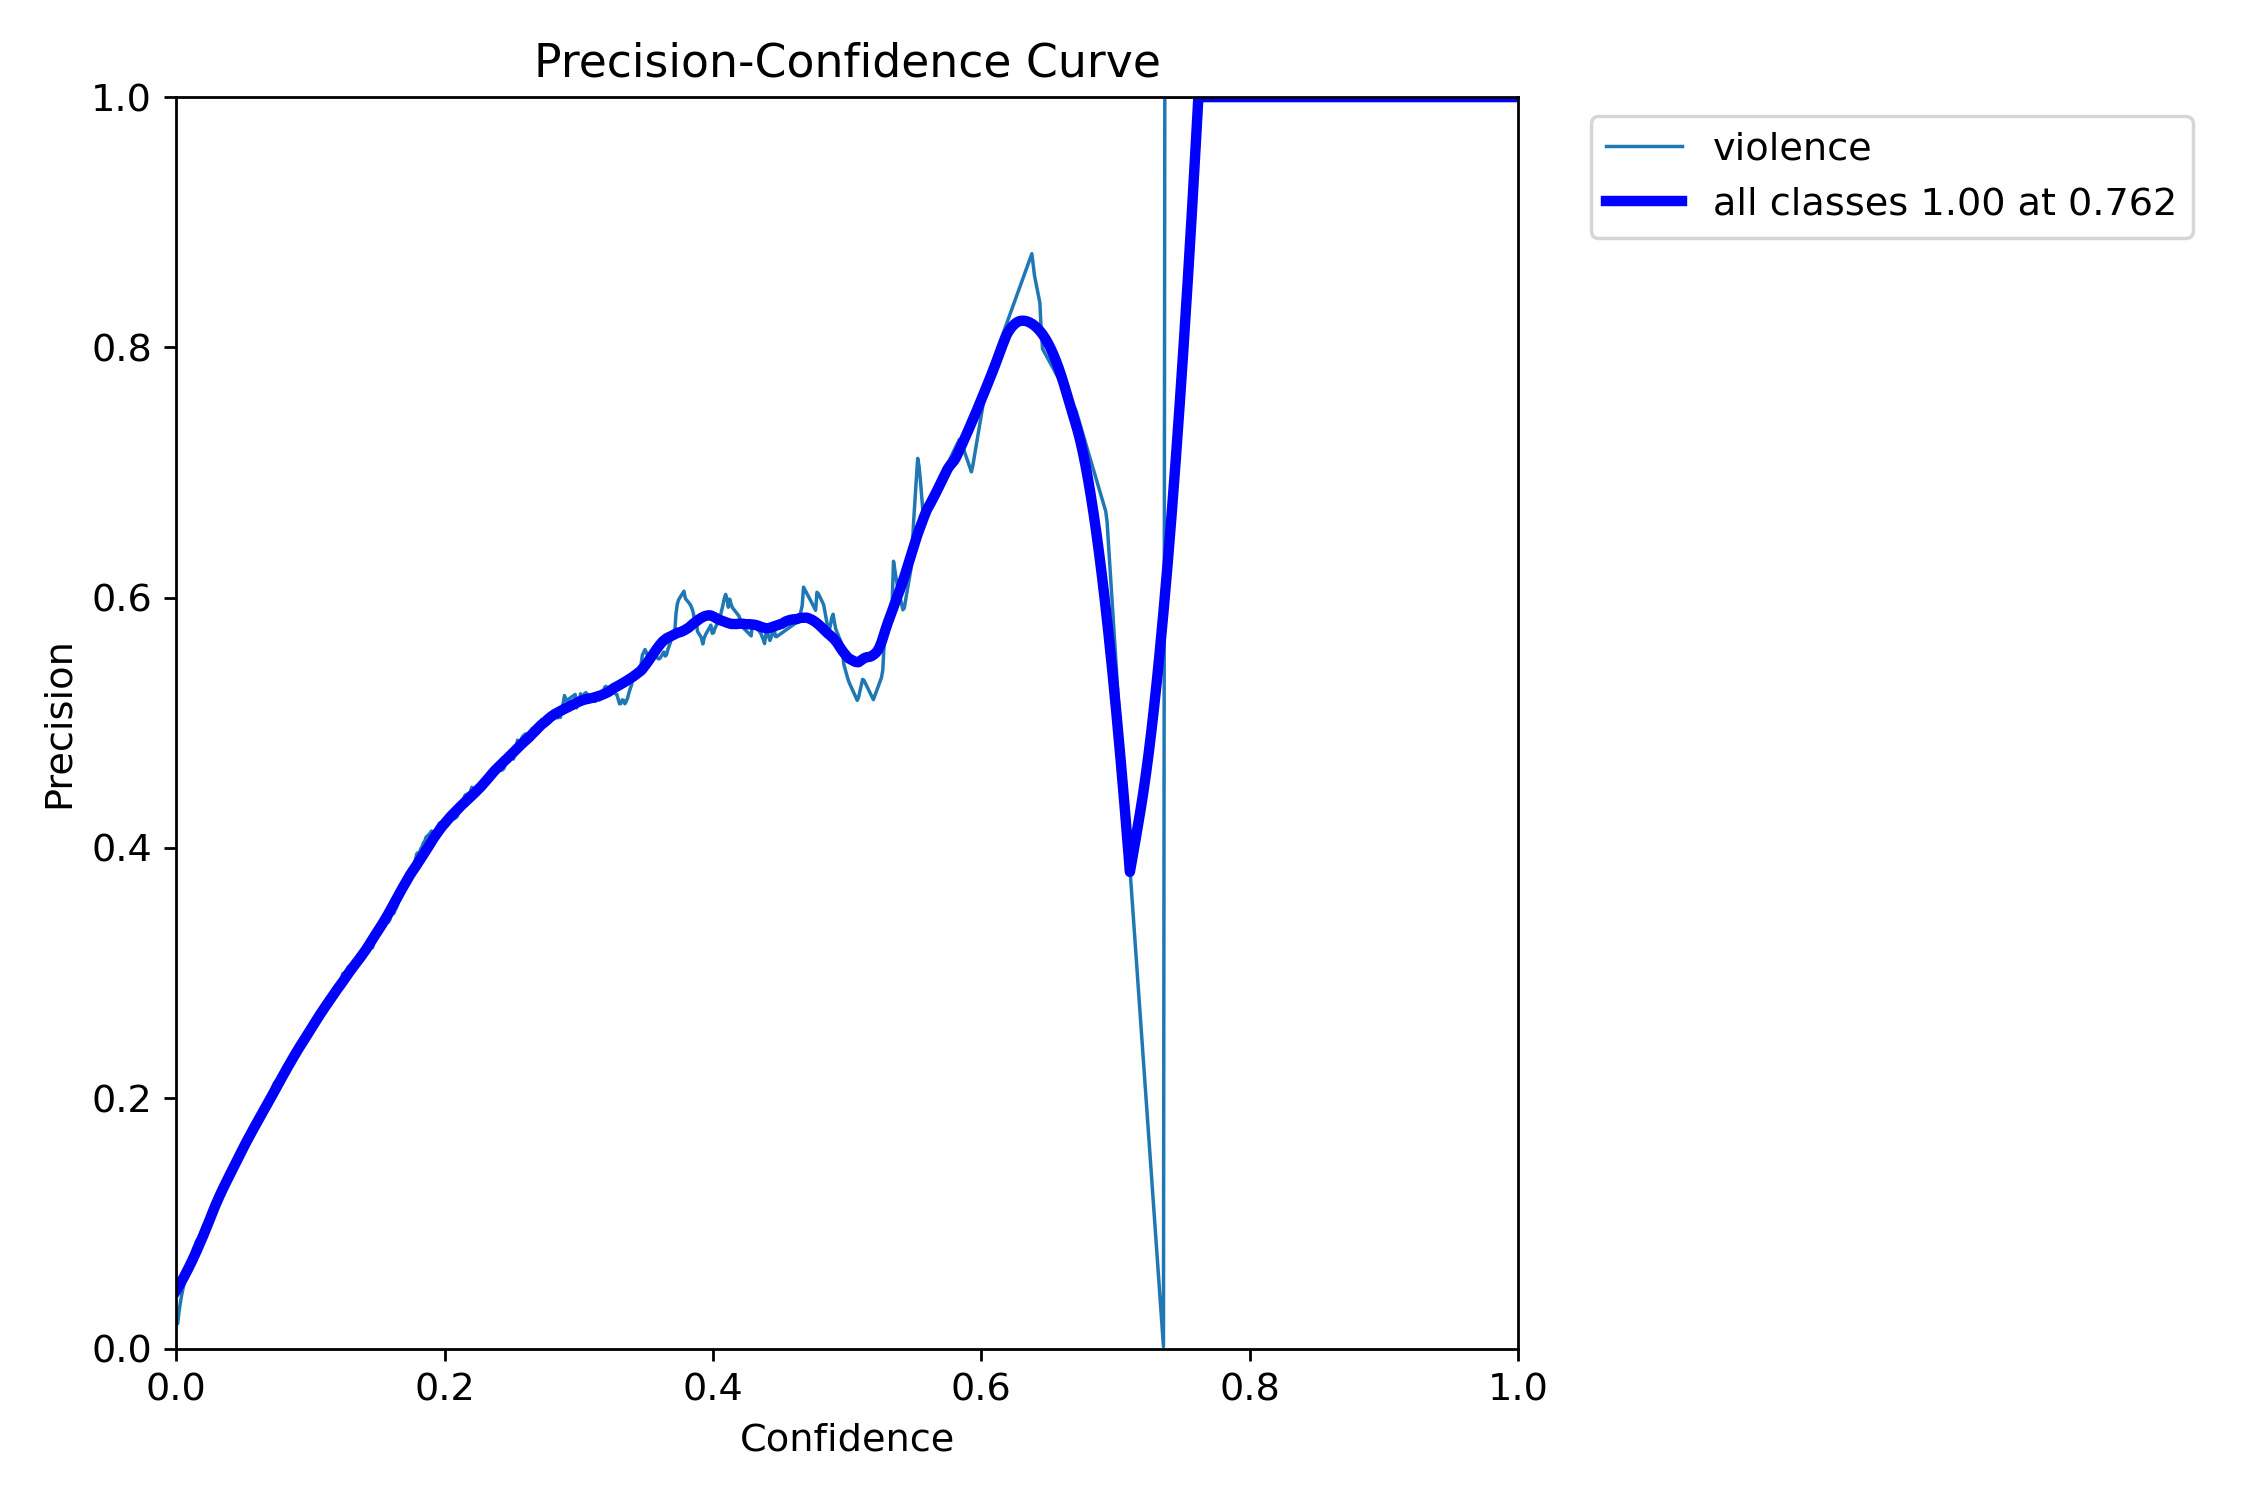 Precision-Confidence Curve
violence
all classes 1.00 at 0.762
Precision
1.0
0.8
0.6
0.4
0.2
0.0
0.0 0.2 0.4 0.6 0.8 1.0
Confidence